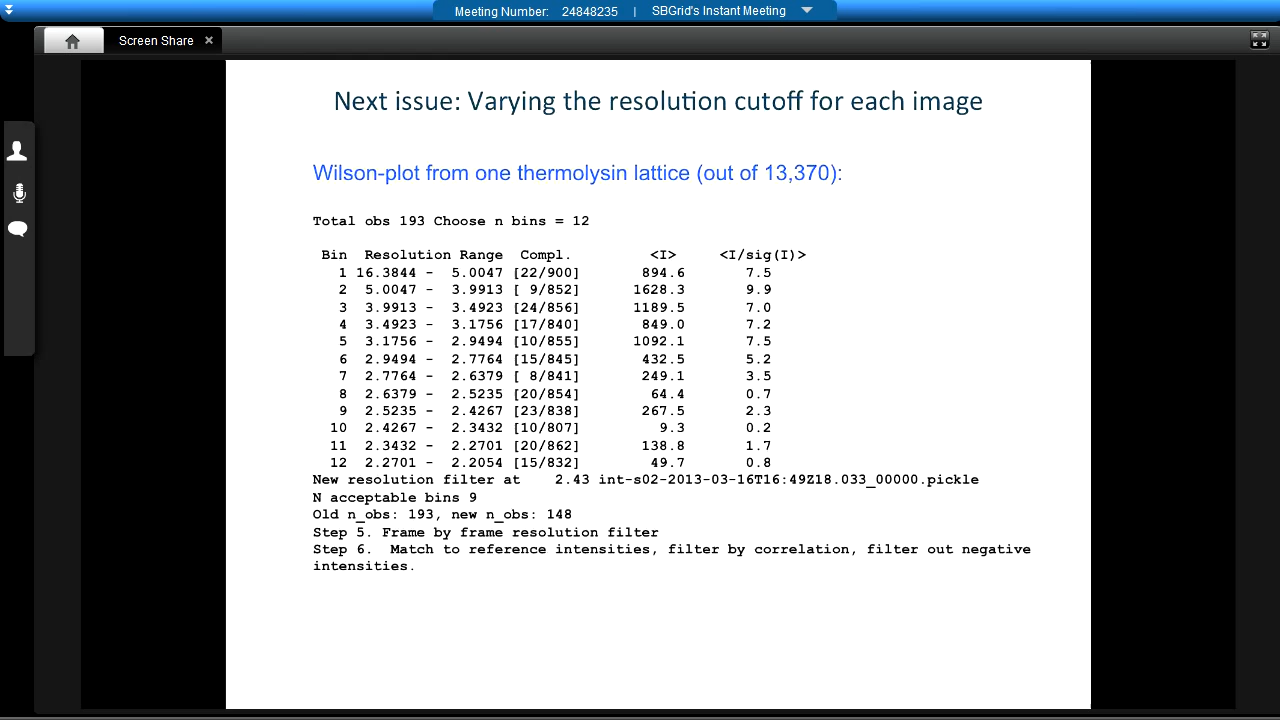 Meeting Number: 24848235 | SBGrid's Instant Meeting
Screen Share ×
Next issue: Varying the resolution cutoff for each image
Wilson-plot from one thermolysin lattice (out of 13,370):
Total obs 193 Choose n bins = 12
Bin Resolution Range Compl. <I> <I/sig(I)>
1 16.3844 - 5.0047 [22/900] 894.6 7.5
2 5.0047 - 3.9913 [ 9/852] 1628.3 9.9
3 3.9913 - 3.4923 [24/856] 1189.5 7.0
4 3.4923 - 3.1756 [17/840] 849.0 7.2
5 3.1756 - 2.9494 [10/855] 1092.1 7.5
6 2.9494 - 2.7764 [15/845] 432.5 5.2
7 2.7764 - 2.6379 [ 8/841] 249.1 3.5
8 2.6379 - 2.5235 [20/854] 64.4 0.7
9 2.5235 - 2.4267 [23/838] 267.5 2.3
10 2.4267 - 2.3432 [10/807] 9.3 0.2
11 2.3432 - 2.2701 [20/862] 138.8 1.7
12 2.2701 - 2.2054 [15/832] 49.7 0.8
New resolution filter at 2.43 int-s02-2013-03-16T16:49Z18.033_00000.pickle
N acceptable bins 9
Old n_obs: 193, new n_obs: 148
Step 5. Frame by frame resolution filter
Step 6. Match to reference intensities, filter by correlation, filter out negative
intensities.